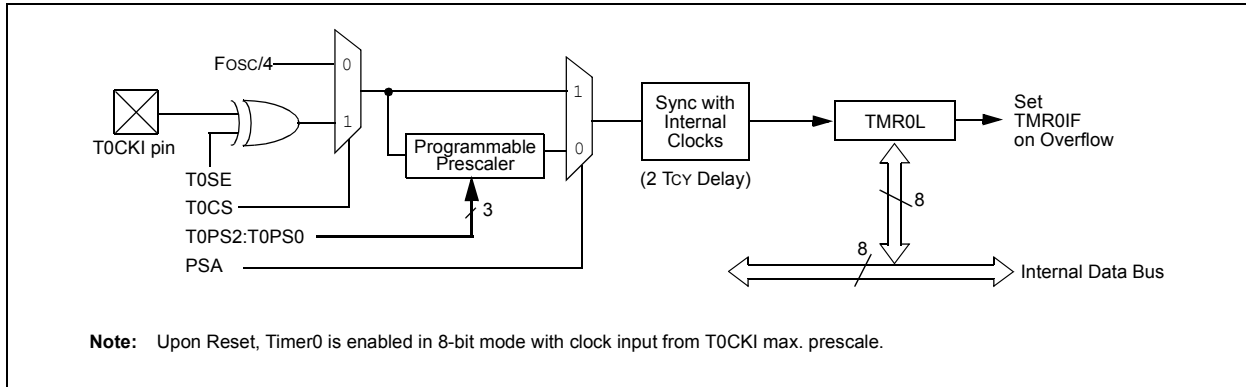 FOSC/4
0
1
T0CKI pin
T0SE
T0CS
T0PS2:T0PS0
PSA
Programmable
Prescaler
3
1
0
Sync with
Internal
Clocks
(2 TCY Delay)
TMR0L
Set
TMR0IF
on Overflow
8
8
Internal Data Bus
Note: Upon Reset, Timer0 is enabled in 8-bit mode with clock input from T0CKI max. prescale.